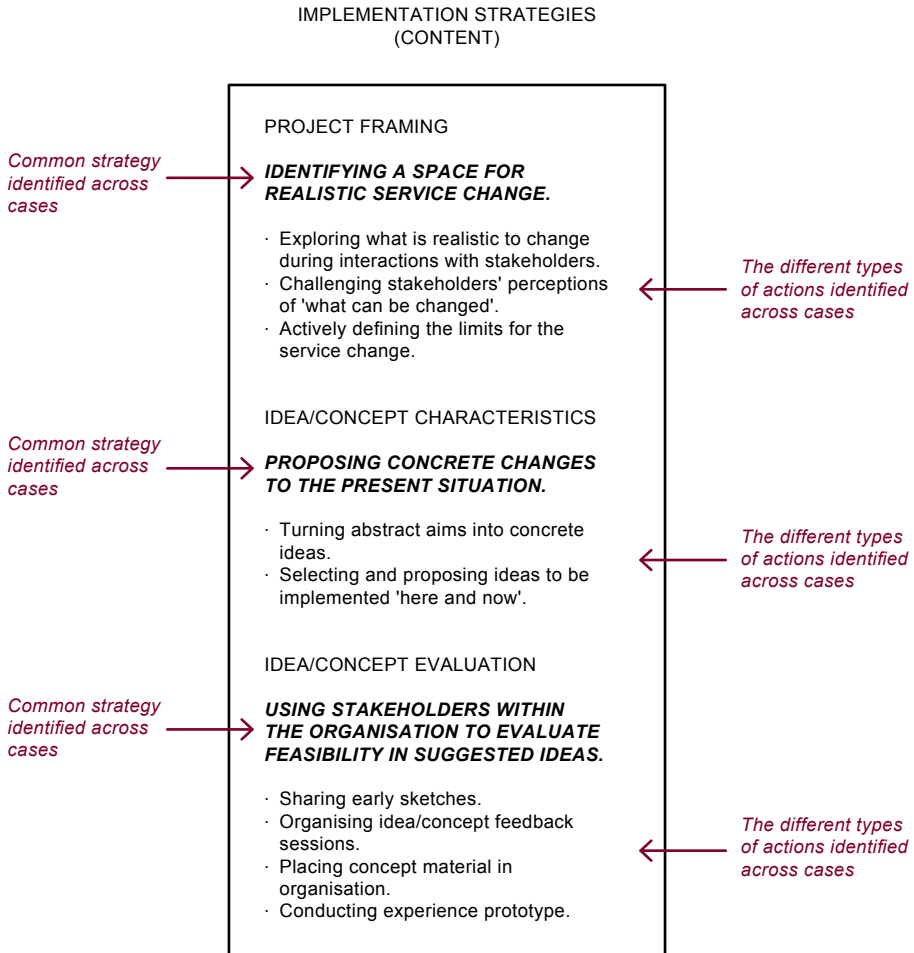 IMPLEMENTATION STRATEGIES
(CONTENT)
PROJECT FRAMING
Common strategy
identified across
cases
IDENTIFYING A SPACE FOR
REALISTIC SERVICE CHANGE.
· Exploring what is realistic to change
during interactions with stakeholders.
· Challenging stakeholders' perceptions
of 'what can be changed'.
· Actively defining the limits for the
service change.
The different types
of actions identified
across cases
IDEA/CONCEPT CHARACTERISTICS
Common strategy
identified across
cases
PROPOSING CONCRETE CHANGES
TO THE PRESENT SITUATION.
· Turning abstract aims into concrete
ideas.
· Selecting and proposing ideas to be
implemented 'here and now'.
The different types
of actions identified
across cases
IDEA/CONCEPT EVALUATION
Common strategy
identified across
cases
USING STAKEHOLDERS WITHIN
THE ORGANISATION TO EVALUATE
FEASIBILITY IN SUGGESTED IDEAS.
· Sharing early sketches.
· Organising idea/concept feedback
sessions.
· Placing concept material in
organisation.
· Conducting experience prototype.
The different types
of actions identified
across cases